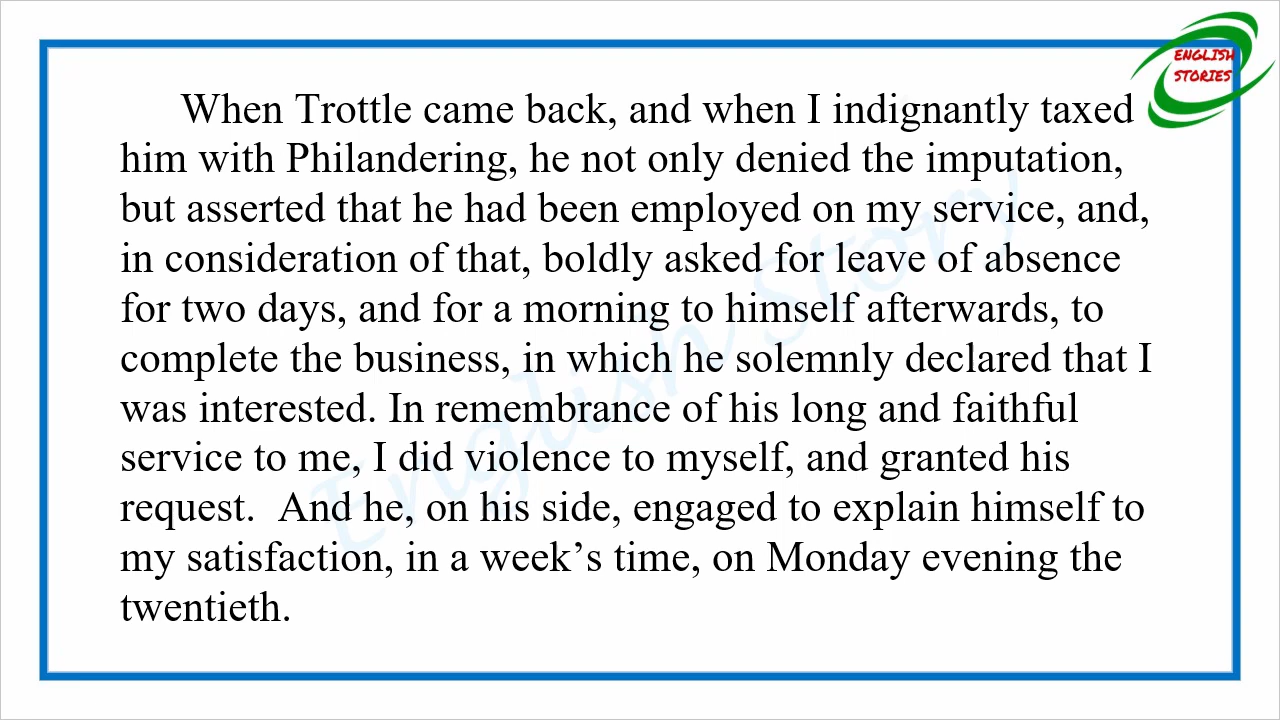 ENGLISH
STORIES
When Trottle came back, and when I indignantly taxed
him with Philandering, he not only denied the imputation,
but asserted that he had been employed on my service, and,
in consideration of that, boldly asked for leave of absence
for two days, and for a morning to himself afterwards, to
complete the business, in which he solemnly declared that I
was interested. In remembrance of his long and faithful
service to me, I did violence to myself, and granted his
request.  And he, on his side, engaged to explain himself to
my satisfaction, in a week’s time, on Monday evening the
twentieth.
English Story